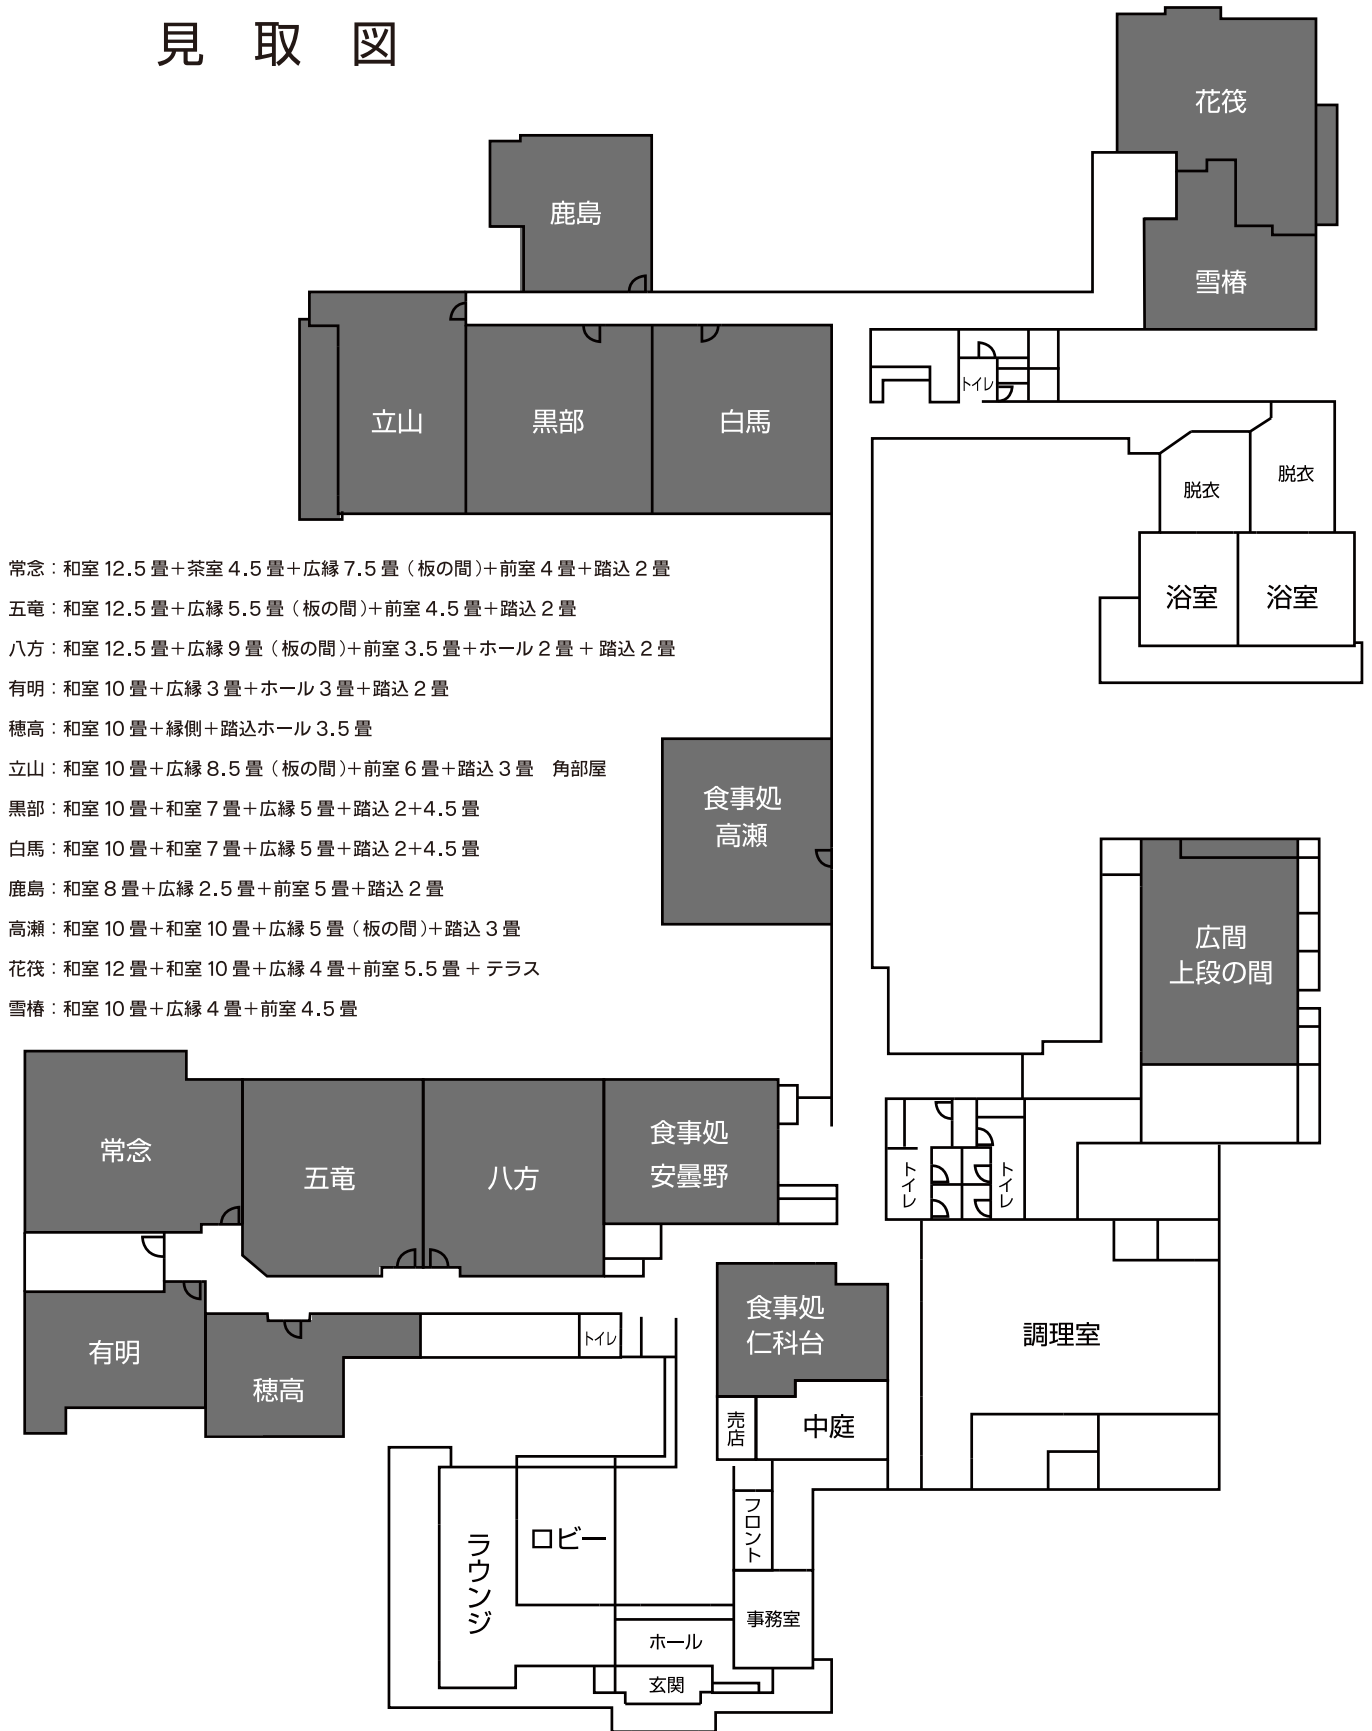 見取図
花筏
鹿島
雪椿
立山
黒部
白馬
トイレ
脱衣
脱衣
浴室
浴室
常念：和室 12.5 畳＋茶室 4.5 畳＋広縁 7.5 畳（板の間）＋前室 4 畳＋踏込 2 畳
五竜：和室 12.5 畳＋広縁 5.5 畳（板の間）＋前室 4.5 畳＋踏込 2 畳
八方：和室 12.5 畳＋広縁 9 畳（板の間）＋前室 3.5 畳＋ホール 2 畳 + 踏込 2 畳
有明：和室 10 畳＋広縁 3 畳＋ホール 3 畳＋踏込 2 畳
穂高：和室 10 畳＋縁側＋踏込ホール 3.5 畳
立山：和室 10 畳＋広縁 8.5 畳（板の間）＋前室 6 畳＋踏込 3 畳　角部屋
黒部：和室 10 畳＋和室 7 畳＋広縁 5 畳＋踏込 2+4.5 畳
白馬：和室 10 畳＋和室 7 畳＋広縁 5 畳＋踏込 2+4.5 畳
鹿島：和室 8 畳＋広縁 2.5 畳＋前室 5 畳＋踏込 2 畳
高瀬：和室 10 畳＋和室 10 畳＋広縁 5 畳（板の間）＋踏込 3 畳
花筏：和室 12 畳＋和室 10 畳＋広縁 4 畳＋前室 5.5 畳 + テラス
雪椿：和室 10 畳＋広縁 4 畳＋前室 4.5 畳
食事処
高瀬
広間
上段の間
常念
五竜
八方
食事処
安曇野
トイレ
トイレ
有明
穂高
トイレ
食事処
仁科台
調理室
売店
中庭
フロント
ロビー
ラウンジ
事務室
ホール
玄関